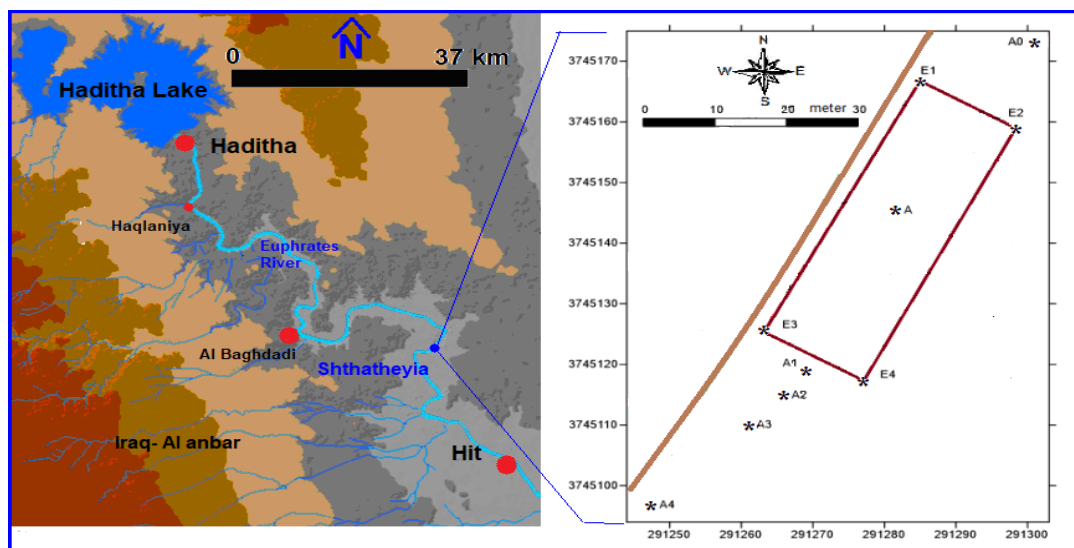 0 37 km
N
Haditha Lake
Haditha
Haqlaniya
Euphrates
River
Al Baghdadi
Shthatheyia
Iraq- Al anbar
Hit
A0
N
W E
S
0 10 20 meter 30
E1
E2
A
E3
A1
E4
A2
A3
A4
3745170
3745160
3745150
3745140
3745130
3745120
3745110
3745100
291250 291260 291270 291280 291290 291300